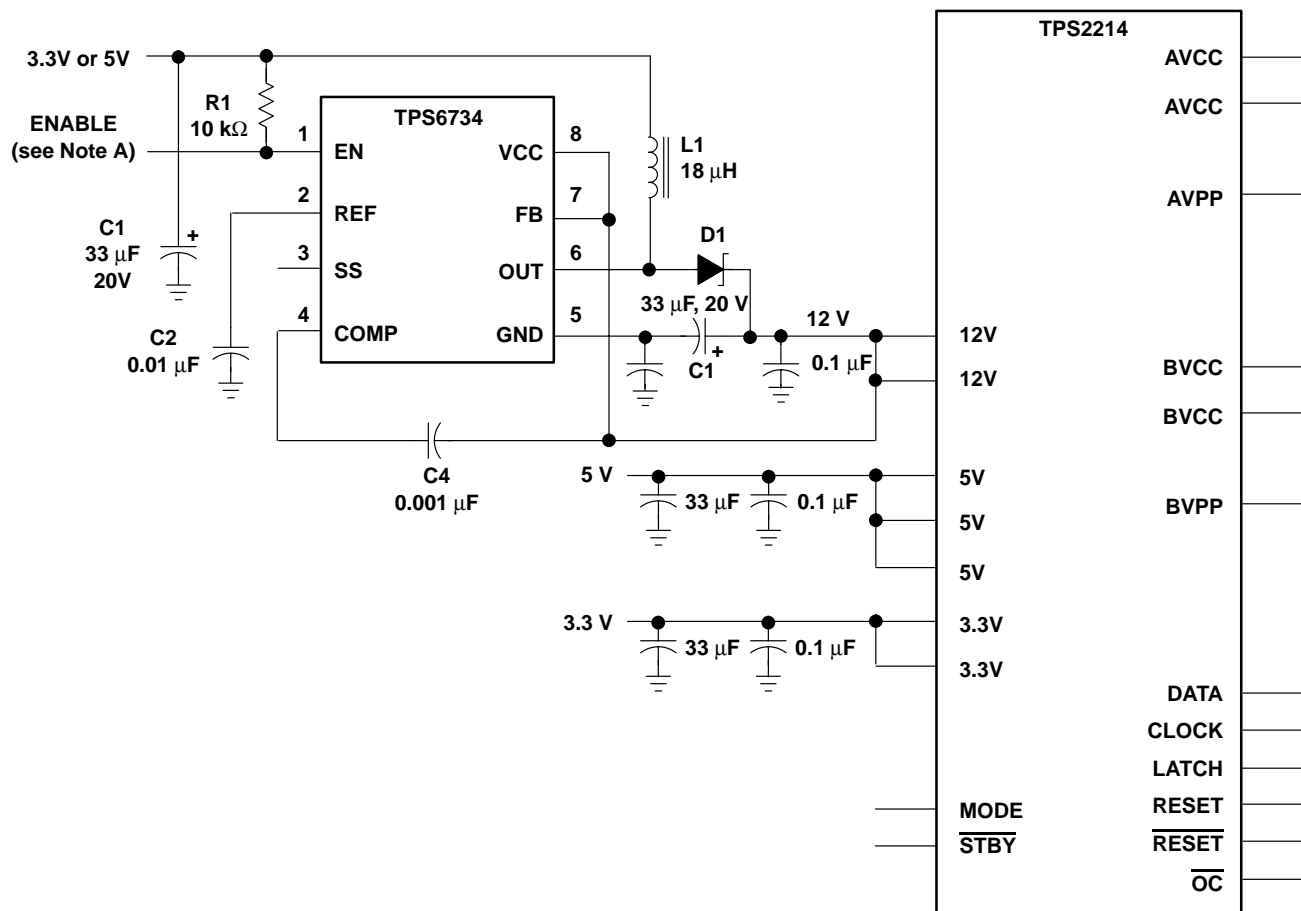 TPS2214
3.3V or 5V
AVCC
R1
10 kΩ
AVCC
TPS6734
ENABLE
(see Note A)
1
EN
VCC
8
L1
18 μH
2
REF
FB
7
AVPP
C1
33 μF
20V
+
3
SS
OUT
6
D1
33 μF, 20 V
4
COMP
GND
5
12 V
12V
C2
0.01 μF
+
C1
0.1 μF
12V
BVCC
BVCC
C4
0.001 μF
5 V
33 μF
0.1 μF
5V
5V
5V
BVPP
3.3 V
33 μF
0.1 μF
3.3V
3.3V
DATA
CLOCK
LATCH
MODE
RESET
STBY
RESET
OC